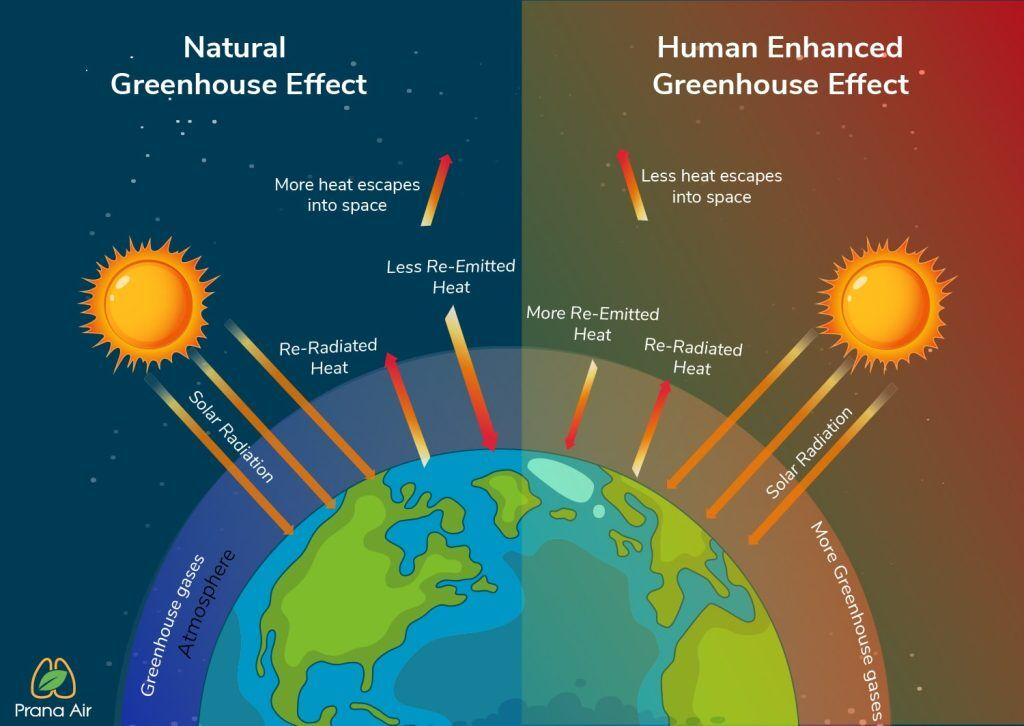 Natural
Greenhouse Effect
Human Enhanced
Greenhouse Effect
More heat escapes
into space
Less heat escapes
into space
Less Re-Emitted
Heat
More Re-Emitted
Heat
Re-Radiated
Heat
Re-Radiated
Heat
Solar Radiation
Solar Radiation
Greenhouse gases
Atmosphere
More Greenhouse gases
Prana Air